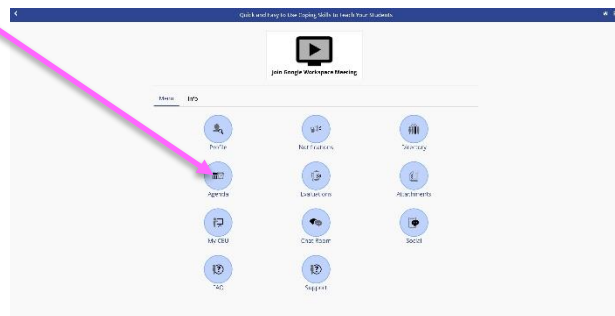 Quick and Easy to Use Coping Skills to Teach Your Students
Join Google Workspace Meeting
Menu Info
Profile Notifications Directory
Agenda Evaluations Attachments
My CEU Chat Room Social
FAQ Support